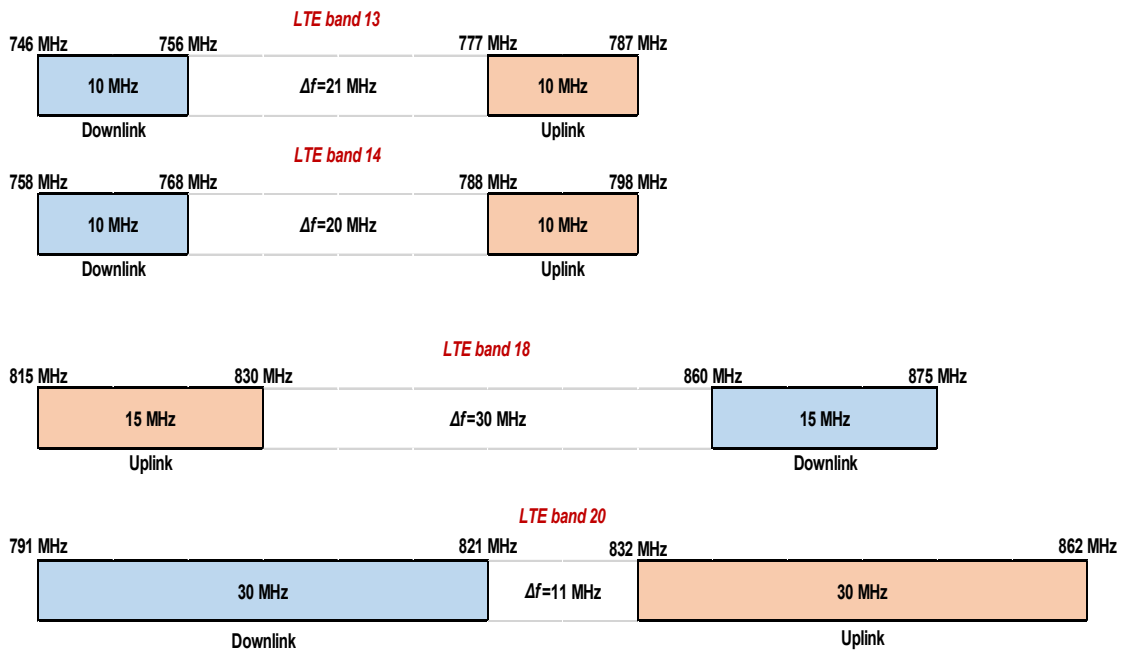 LTE band 13
746 MHz 756 MHz 777 MHz 787 MHz
10 MHz Δf=21 MHz 10 MHz
Downlink Uplink
LTE band 14
758 MHz 768 MHz 788 MHz 798 MHz
10 MHz Δf=20 MHz 10 MHz
Downlink Uplink
LTE band 18
815 MHz 830 MHz 860 MHz 875 MHz
15 MHz Δf=30 MHz 15 MHz
Uplink Downlink
LTE band 20
791 MHz 821 MHz 832 MHz 862 MHz
30 MHz Δf=11 MHz 30 MHz
Downlink Uplink